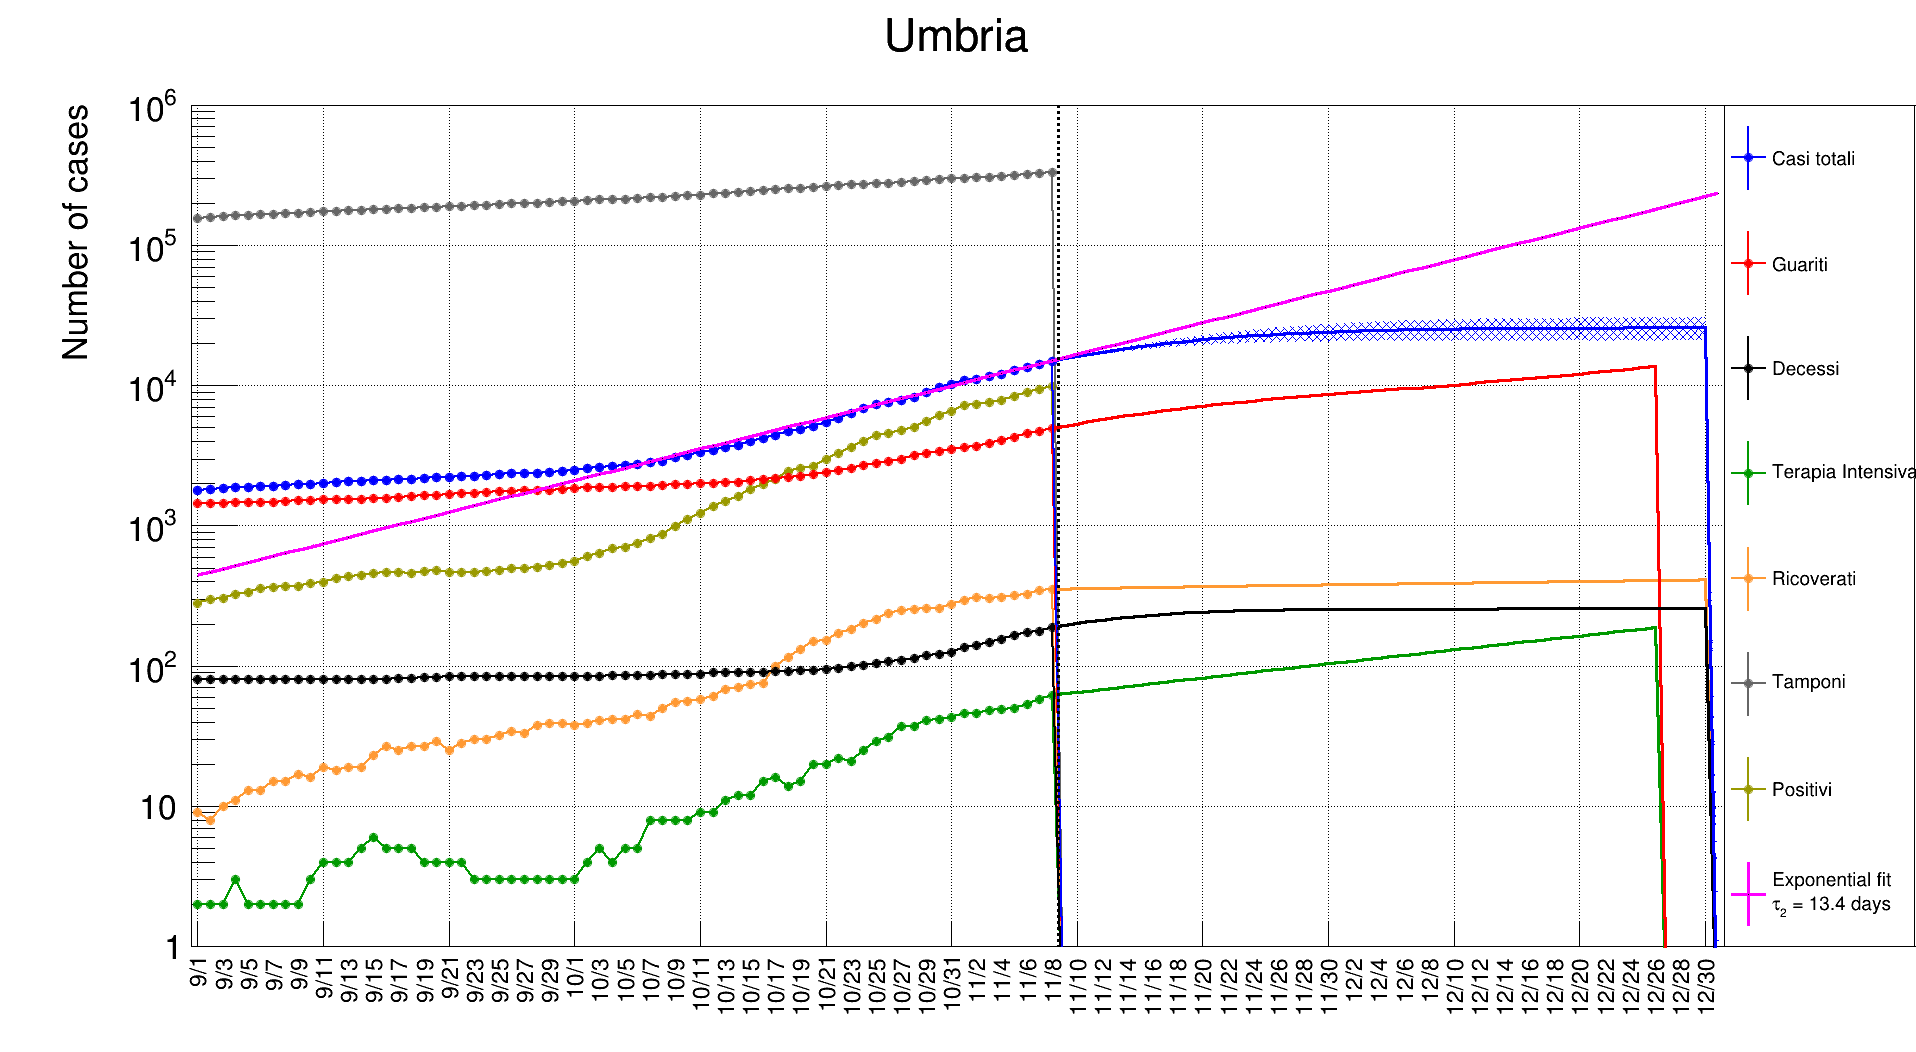 Umbria
Number of cases
10^6
10^5
10^4
10^3
10^2
10
1
9/1 9/3 9/5 9/7 9/9 9/11 9/13 9/15 9/17 9/19 9/21 9/23 9/25 9/27 9/29 10/1 10/3 10/5 10/7 10/9 10/11 10/13 10/15 10/17 10/19 10/21 10/23 10/25 10/27 10/29 10/31 11/2 11/4 11/6 11/8 11/10 11/12 11/14 11/16 11/18 11/20 11/22 11/24 11/26 11/28 11/30 12/2 12/4 12/6 12/8 12/10 12/12 12/14 12/16 12/18 12/20 12/22 12/24 12/26 12/28 12/30
Casi totali
Guariti
Decessi
Terapia Intensiva
Ricoverati
Tamponi
Positivi
Exponential fit
τ₂ = 13.4 days